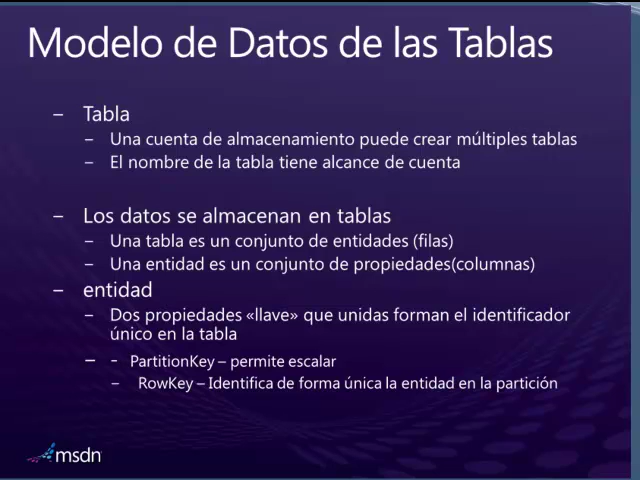 Modelo de Datos de las Tablas
– Tabla
– Una cuenta de almacenamiento puede crear múltiples tablas
– El nombre de la tabla tiene alcance de cuenta
– Los datos se almacenan en tablas
– Una tabla es un conjunto de entidades (filas)
– Una entidad es un conjunto de propiedades(columnas)
– entidad
– Dos propiedades «llave» que unidas forman el identificador
único en la tabla
– - PartitionKey – permite escalar
– RowKey – Identifica de forma única la entidad en la partición
msdn